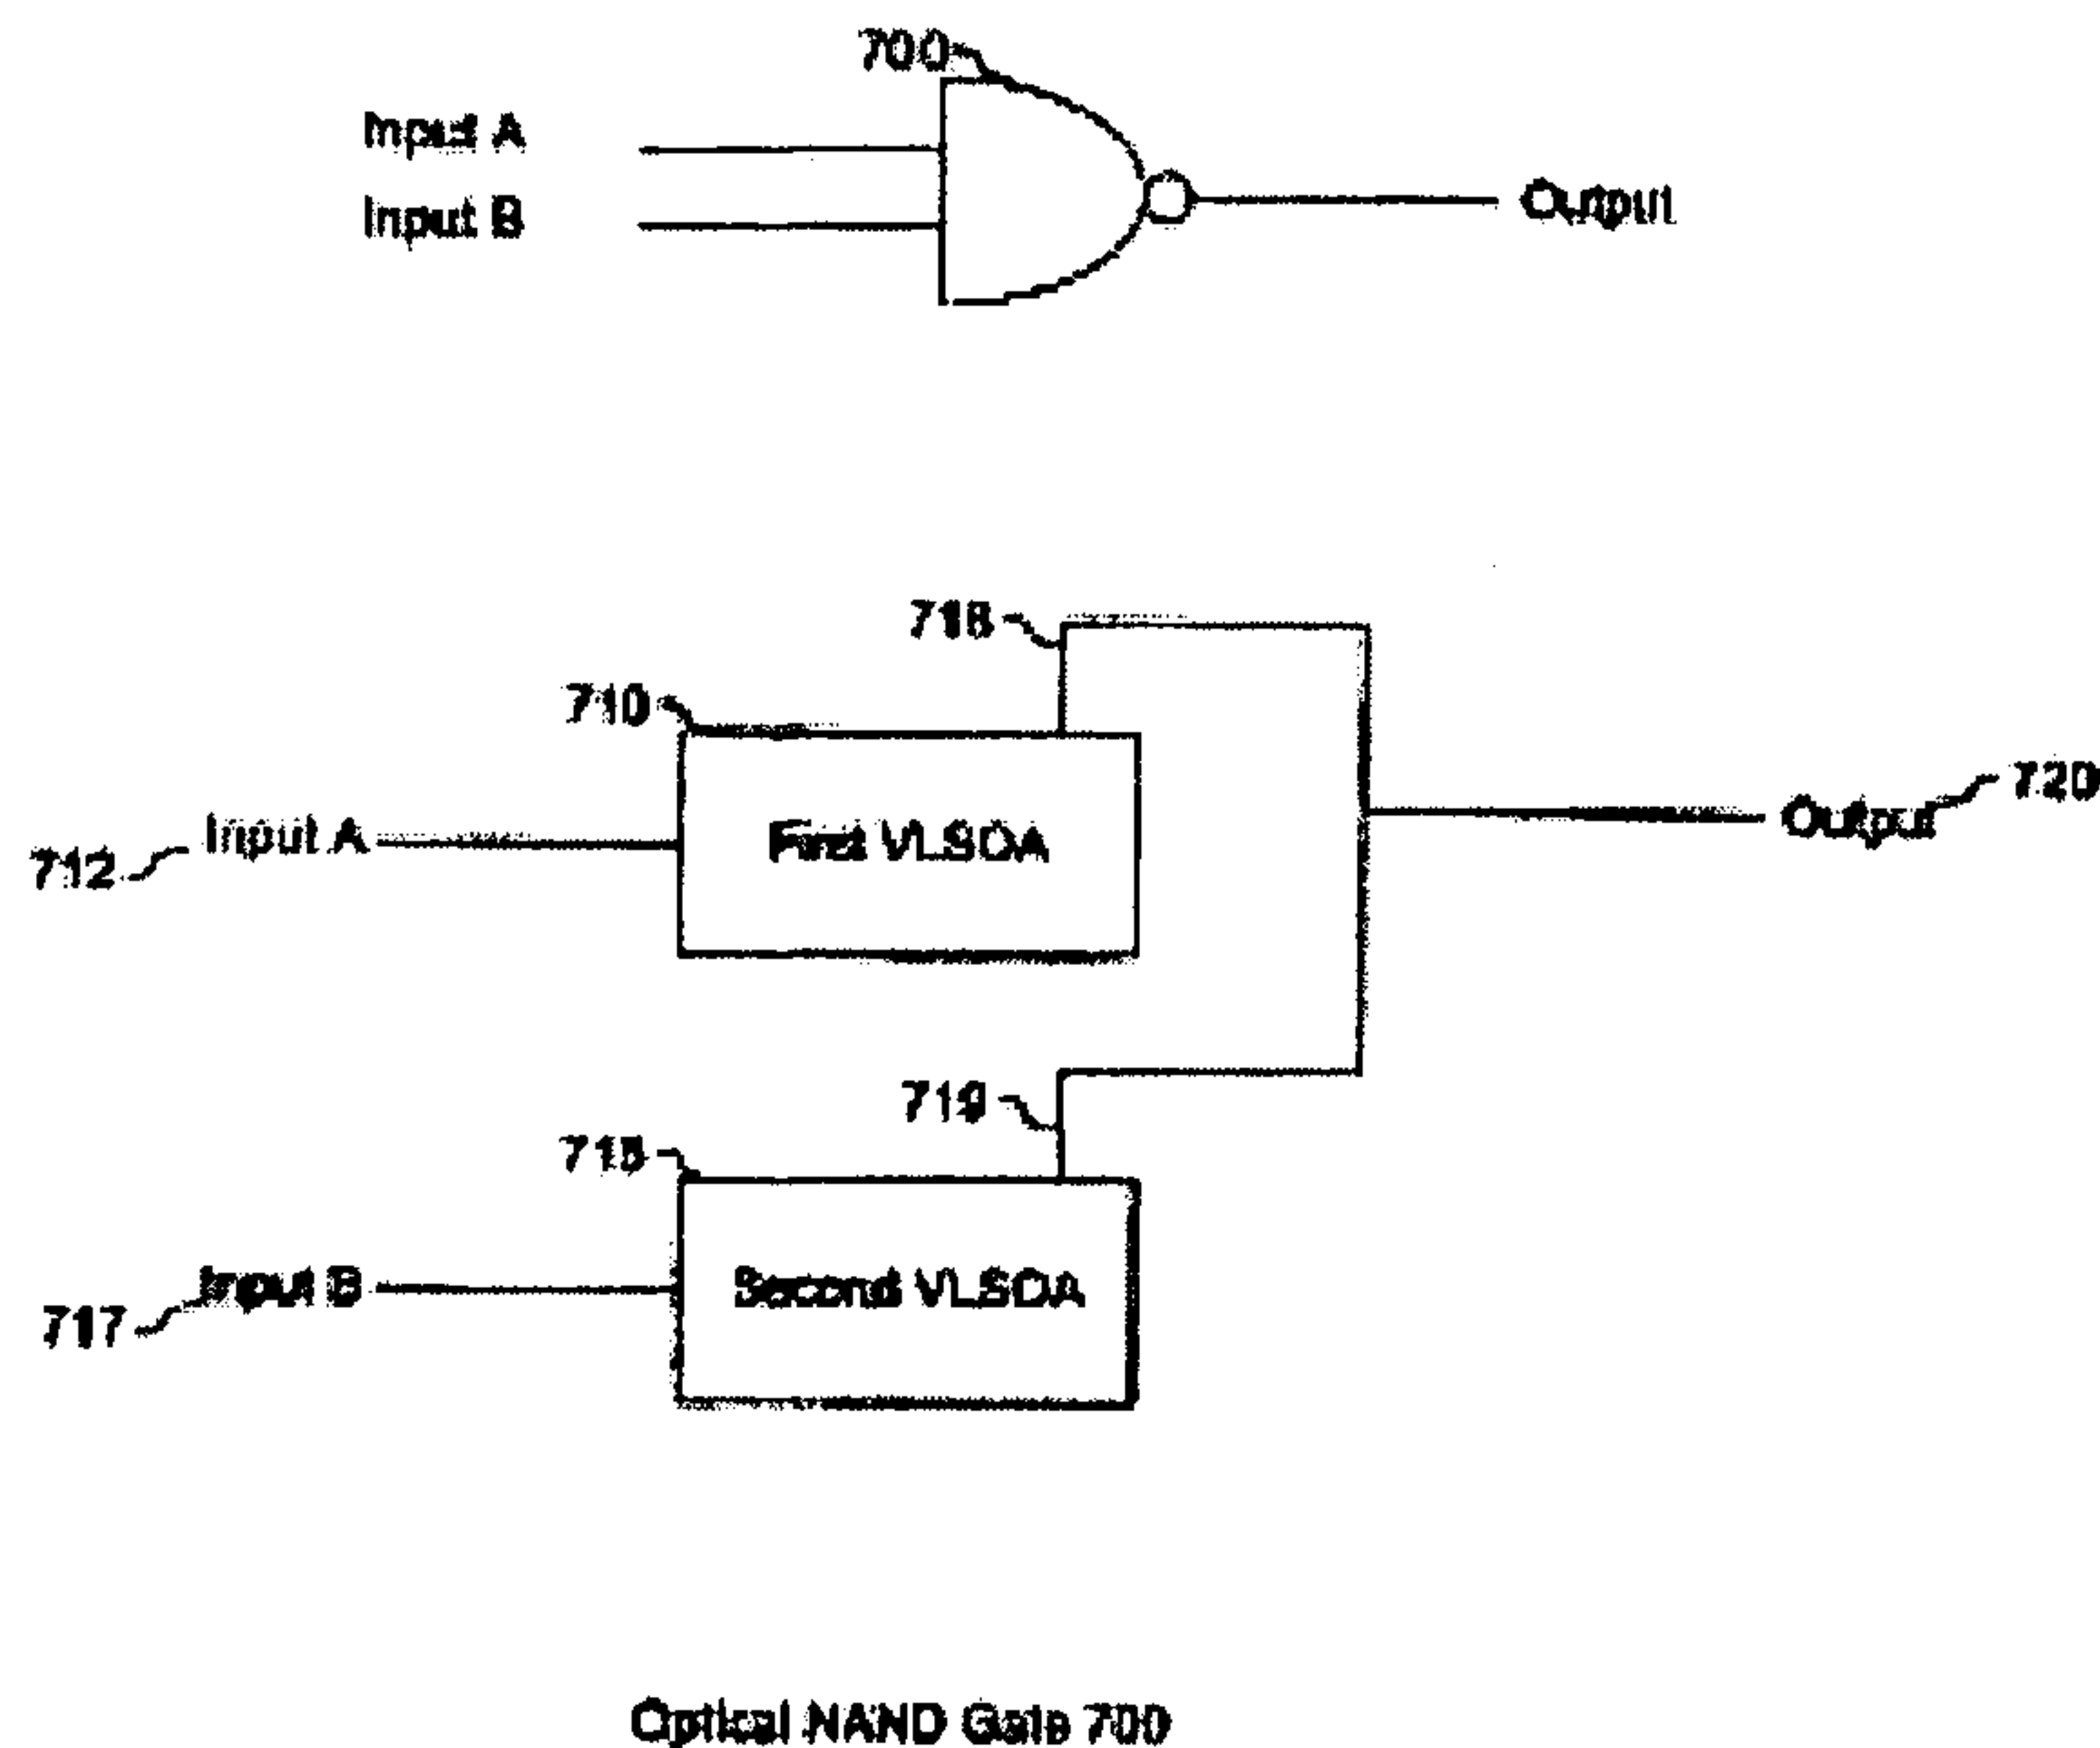 700
Input A
Input B
Output
718
710
720
Input A
First VLSOA
Output
712
719
715
Input B
Second VLSOA
717
Optical NAND Gate 700